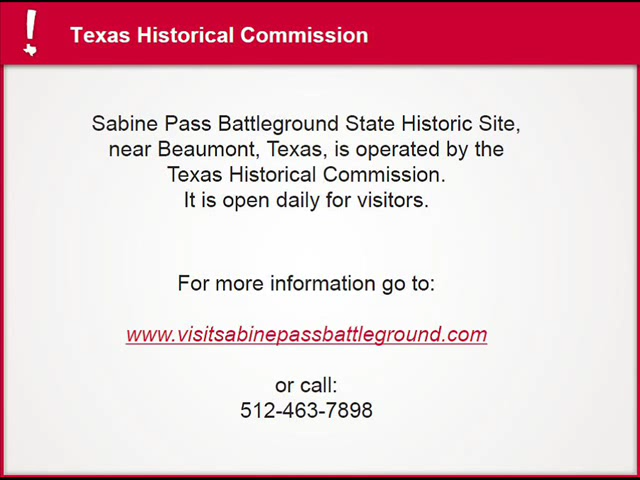 Texas Historical Commission
Sabine Pass Battleground State Historic Site,
near Beaumont, Texas, is operated by the
Texas Historical Commission.
It is open daily for visitors.
For more information go to:
www.visitsabinepassbattleground.com
or call:
512-463-7898